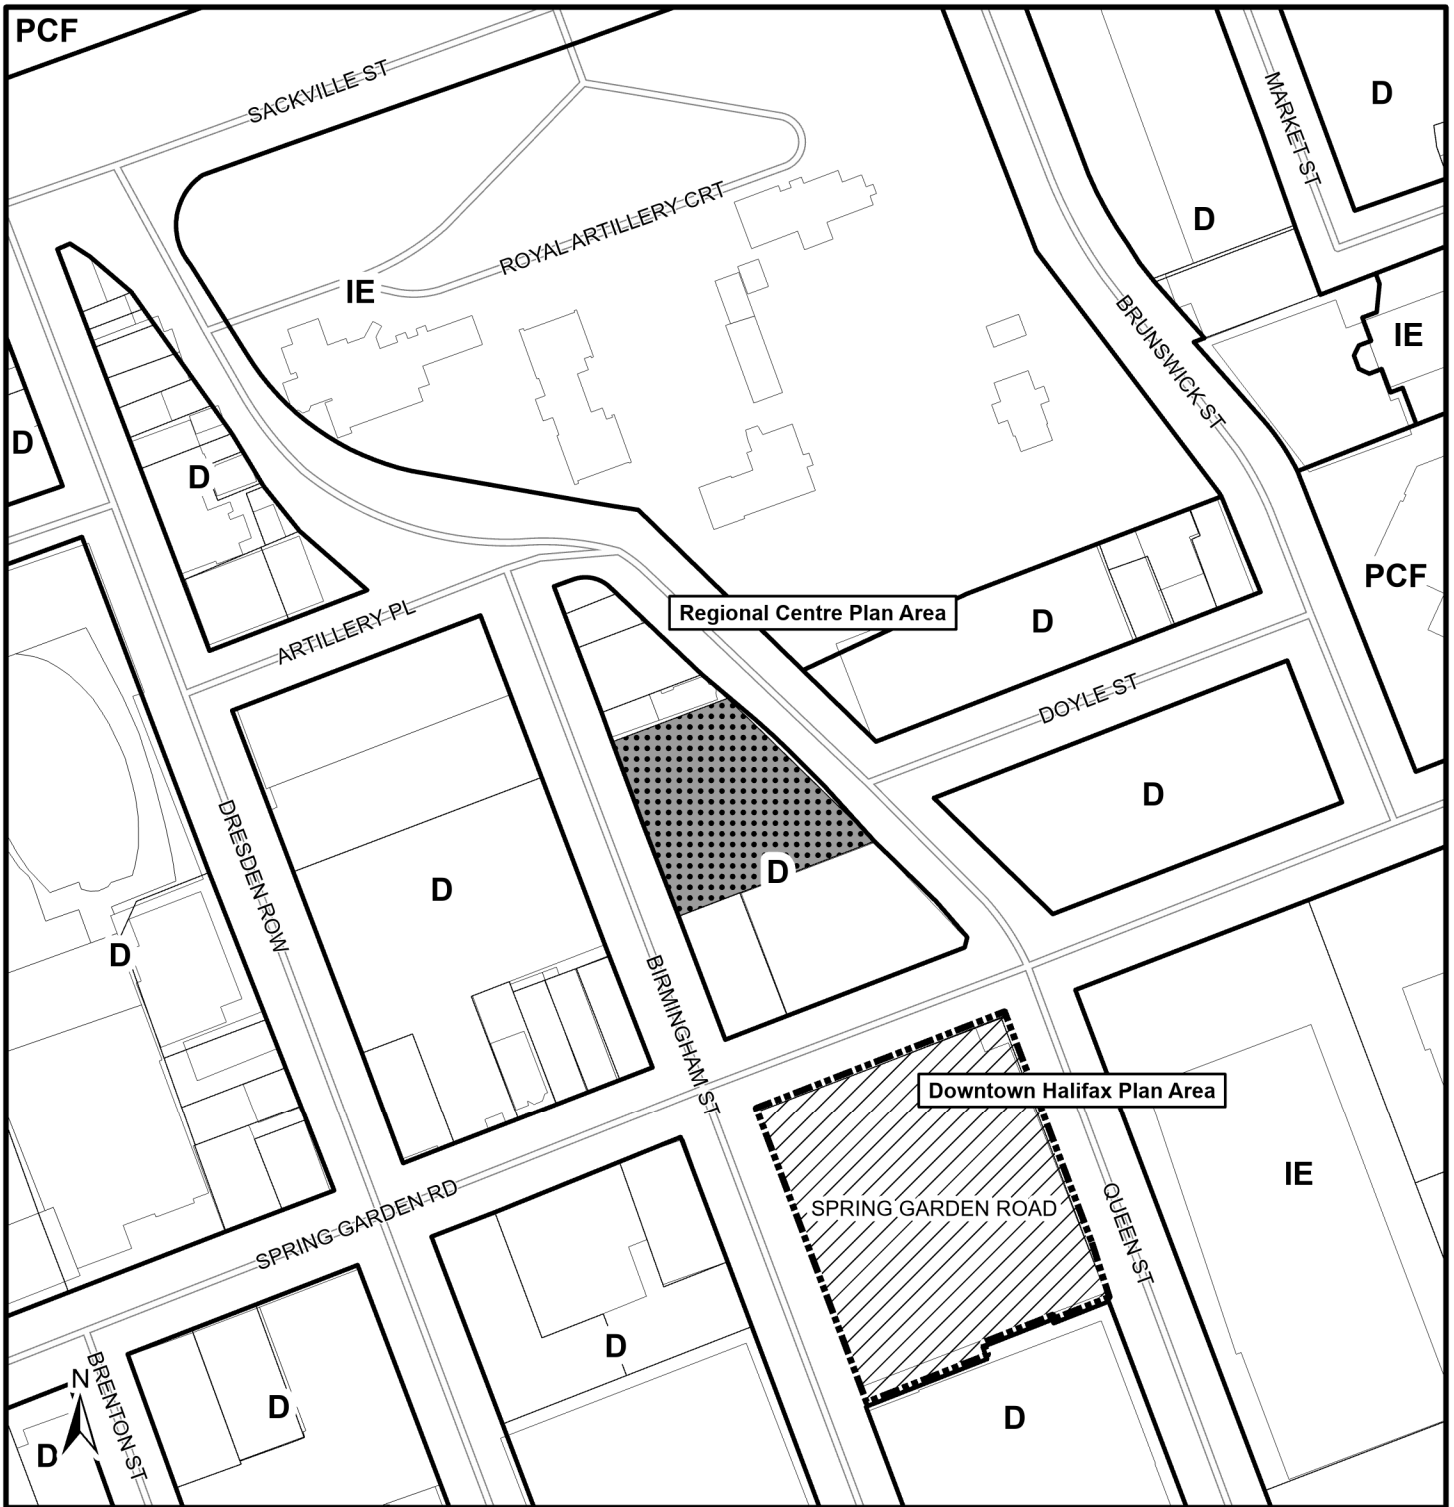 PCF
SACKVILLE ST
MARKET ST
D
ROYAL ARTILLERY CRT
D
IE
BRUNSWICK ST
IE
D
D
PCF
ARTILLERY PL
Regional Centre Plan Area
D
DOYLE ST
D
DRESDEN ROW
D
D
D
BIRMINGHAM ST
Downtown Halifax Plan Area
IE
SPRING GARDEN RD
SPRING GARDEN ROAD
QUEEN ST
D
N
BRENTON ST
D
D
D